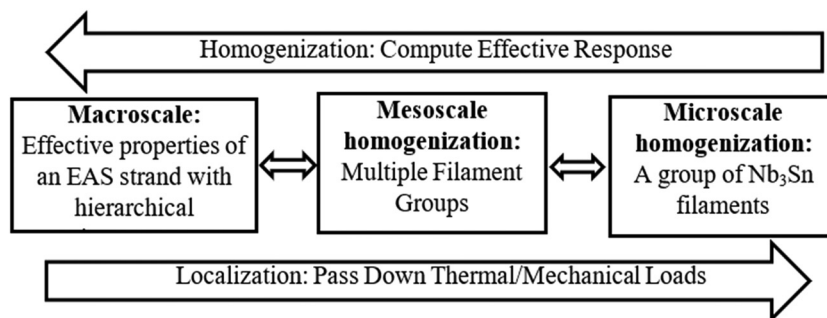 Homogenization: Compute Effective Response
Macroscale:
Effective properties of
an EAS strand with
hierarchical
Mesoscale
homogenization:
Multiple Filament
Groups
Microscale
homogenization:
A group of Nb₃Sn
filaments
Localization: Pass Down Thermal/Mechanical Loads